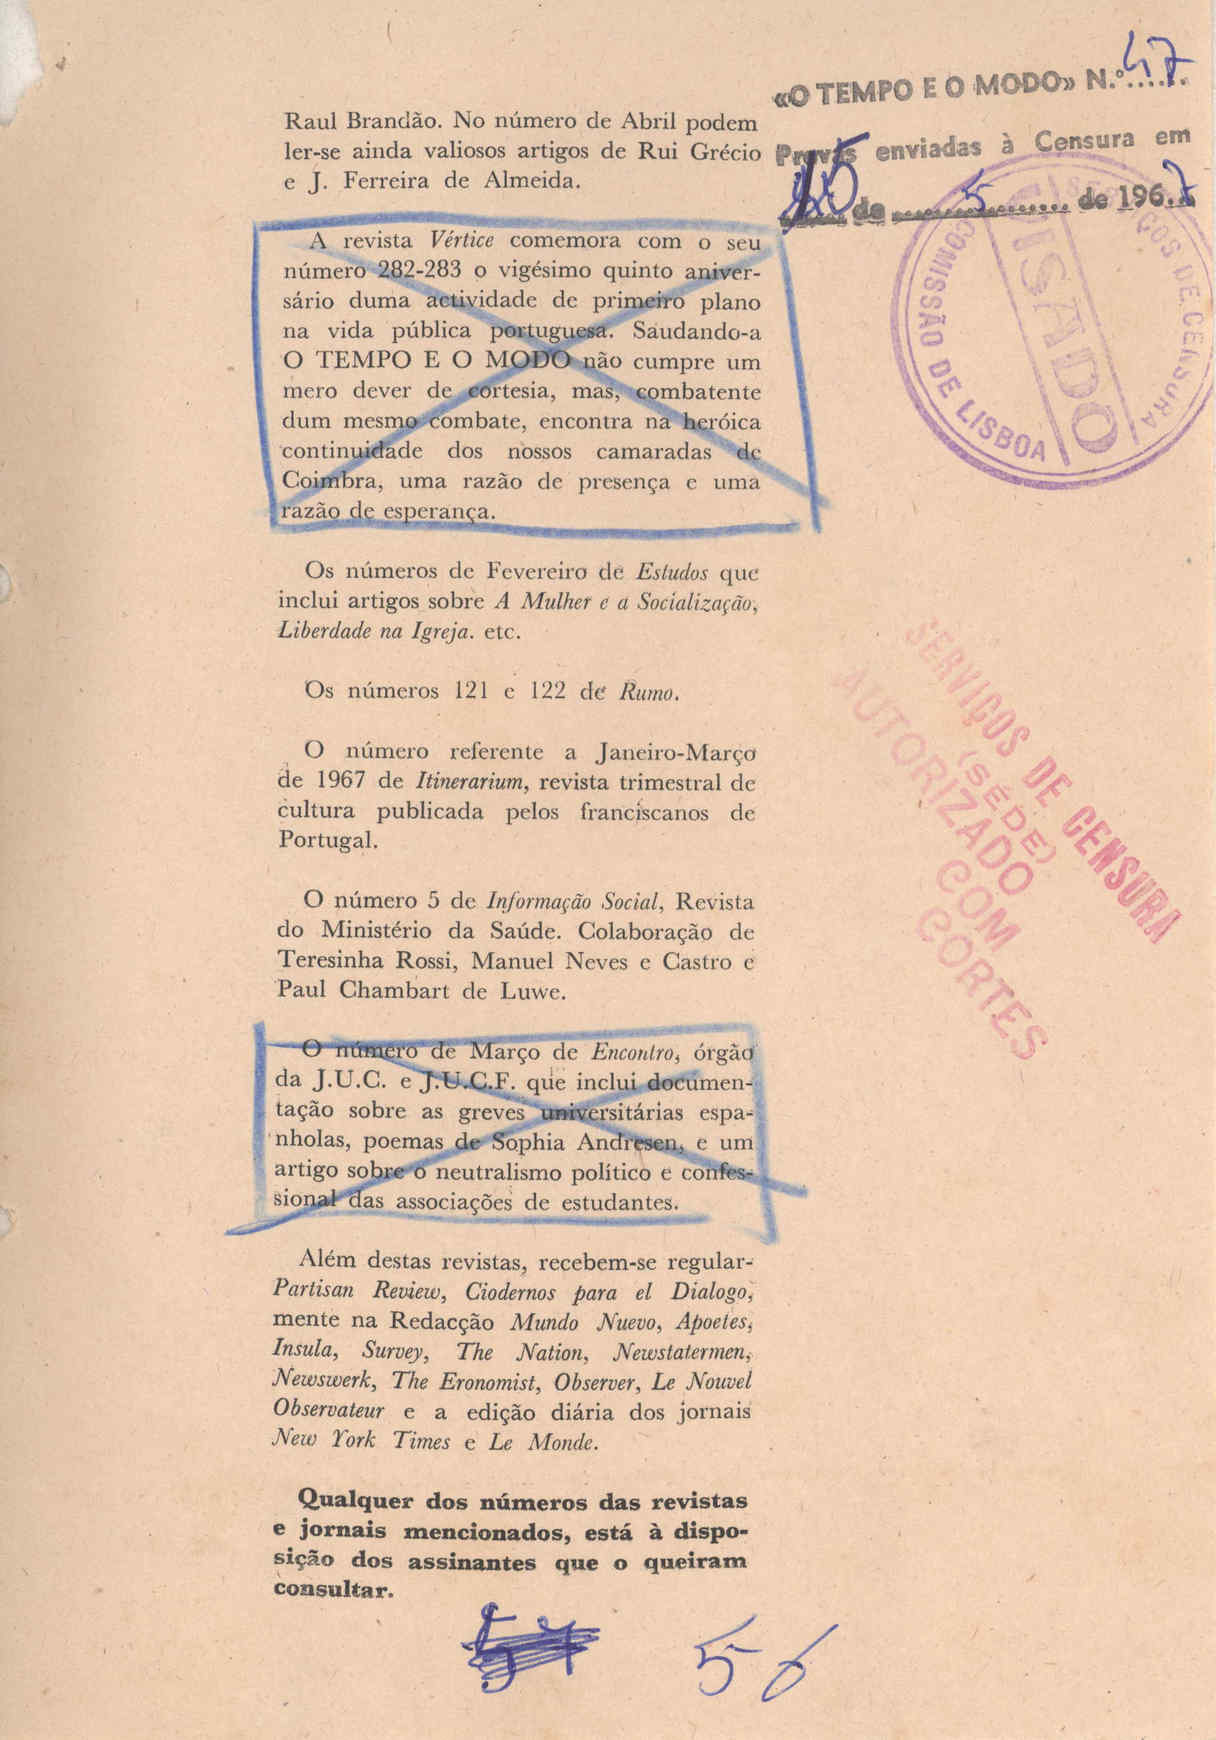 «O TEMPO E O MODO» N.º 47
Provas enviadas à Censura em
15 de 5 de 1967
SERVIÇOS DE CENSURA
VISADO
COMISSÃO DE LISBOA
Raul Brandão. No número de Abril podem
ler-se ainda valiosos artigos de Rui Grécio
e J. Ferreira de Almeida.
A revista Vértice comemora com o seu
número 282-283 o vigésimo quinto aniver-
sário duma actividade de primeiro plano
na vida pública portuguesa. Saudando-a
O TEMPO E O MODO não cumpre um
mero dever de cortesia, mas, combatente
dum mesmo combate, encontra na heróica
continuidade dos nossos camaradas de
Coimbra, uma razão de presença e uma
razão de esperança.
Os números de Fevereiro de Estudos que
inclui artigos sobre A Mulher e a Socialização,
Liberdade na Igreja. etc.
Os números 121 e 122 de Rumo.
O número referente a Janeiro-Março
de 1967 de Itinerarium, revista trimestral de
cultura publicada pelos franciscanos de
Portugal.
O número 5 de Informação Social, Revista
do Ministério da Saúde. Colaboração de
Teresinha Rossi, Manuel Neves e Castro e
Paul Chambart de Luwe.
SERVIÇOS DE CENSURA
(SÉDE)
AUTORIZADO
COM
CORTES
O número de Março de Encontro, órgão
da J.U.C. e J.U.C.F. que inclui documen-
tação sobre as greves universitárias espa-
nholas, poemas de Sophia Andresen, e um
artigo sobre o neutralismo político e confes-
sional das associações de estudantes.
Além destas revistas, recebem-se regular-
Partisan Review, Ciodernos para el Dialogo,
mente na Redacção Mundo Nuevo, Apoetes,
Insula, Survey, The Nation, Newstatermen,
Newswerk, The Eronomist, Observer, Le Nouvel
Observateur e a edição diária dos jornais
New York Times e Le Monde.
Qualquer dos números das revistas
e jornais mencionados, está à dispo-
sição dos assinantes que o queiram
consultar.
56